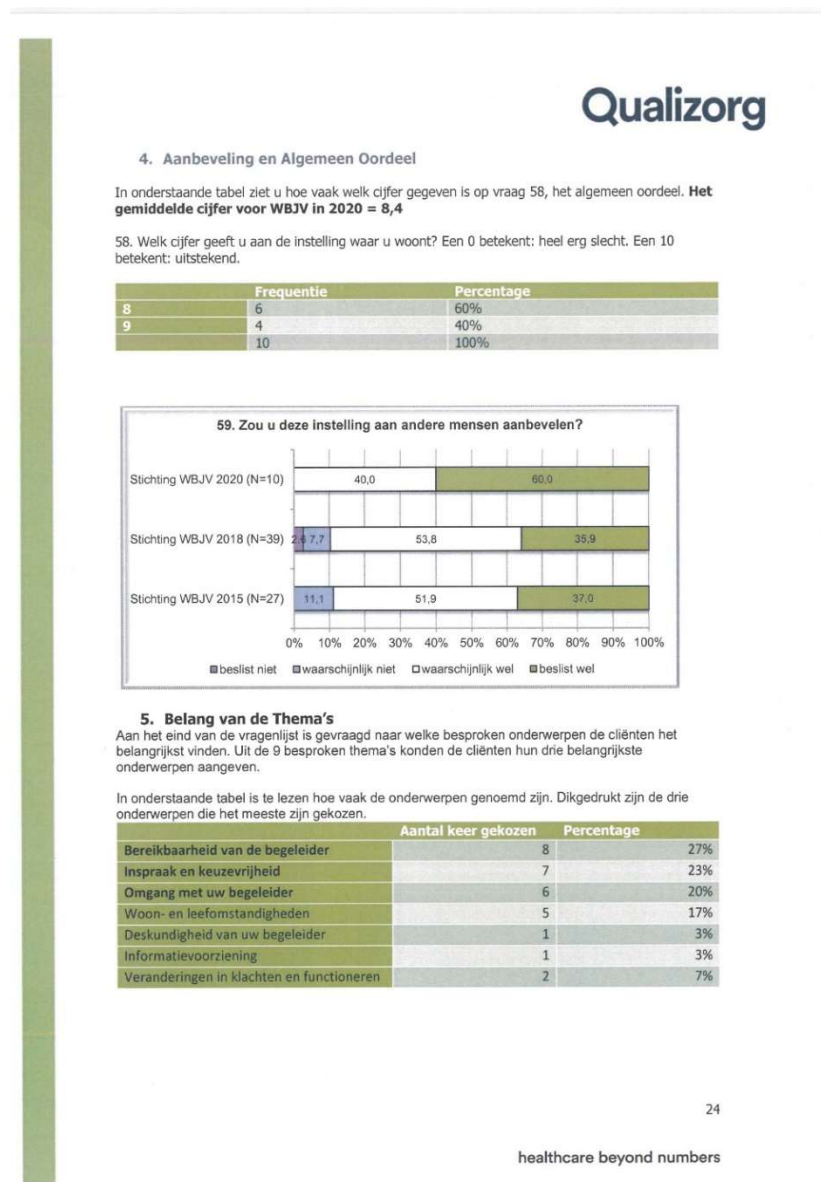 Qualizorg
4. Aanbeveling en Algemeen Oordeel
In onderstaande tabel ziet u hoe vaak welk cijfer gegeven is op vraag 58, het algemeen oordeel. Het
gemiddelde cijfer voor WBJV in 2020 = 8,4
58. Welk cijfer geeft u aan de instelling waar u woont? Een 0 betekent: heel erg slecht. Een 10
betekent: uitstekend.
Frequentie Percentage
8 6 60%
9 4 40%
10 100%
59. Zou u deze instelling aan andere mensen aanbevelen?
Stichting WBJV 2020 (N=10) 40,0 60,0
Stichting WBJV 2018 (N=39) 2,6 7,7 53,8 35,9
Stichting WBJV 2015 (N=27) 11,1 51,9 37,0
0% 10% 20% 30% 40% 50% 60% 70% 80% 90% 100%
beslist niet waarschijnlijk niet waarschijnlijk wel beslist wel
5. Belang van de Thema's
Aan het eind van de vragenlijst is gevraagd naar welke besproken onderwerpen de cliënten het
belangrijkst vinden. Uit de 9 besproken thema's konden de cliënten hun drie belangrijkste
onderwerpen aangeven.
In onderstaande tabel is te lezen hoe vaak de onderwerpen genoemd zijn. Dikgedrukt zijn de drie
onderwerpen die het meeste zijn gekozen.
Aantal keer gekozen Percentage
Bereikbaarheid van de begeleider 8 27%
Inspraak en keuzevrijheid 7 23%
Omgang met uw begeleider 6 20%
Woon- en leefomstandigheden 5 17%
Deskundigheid van uw begeleider 1 3%
Informatievoorziening 1 3%
Veranderingen in klachten en functioneren 2 7%
24
healthcare beyond numbers